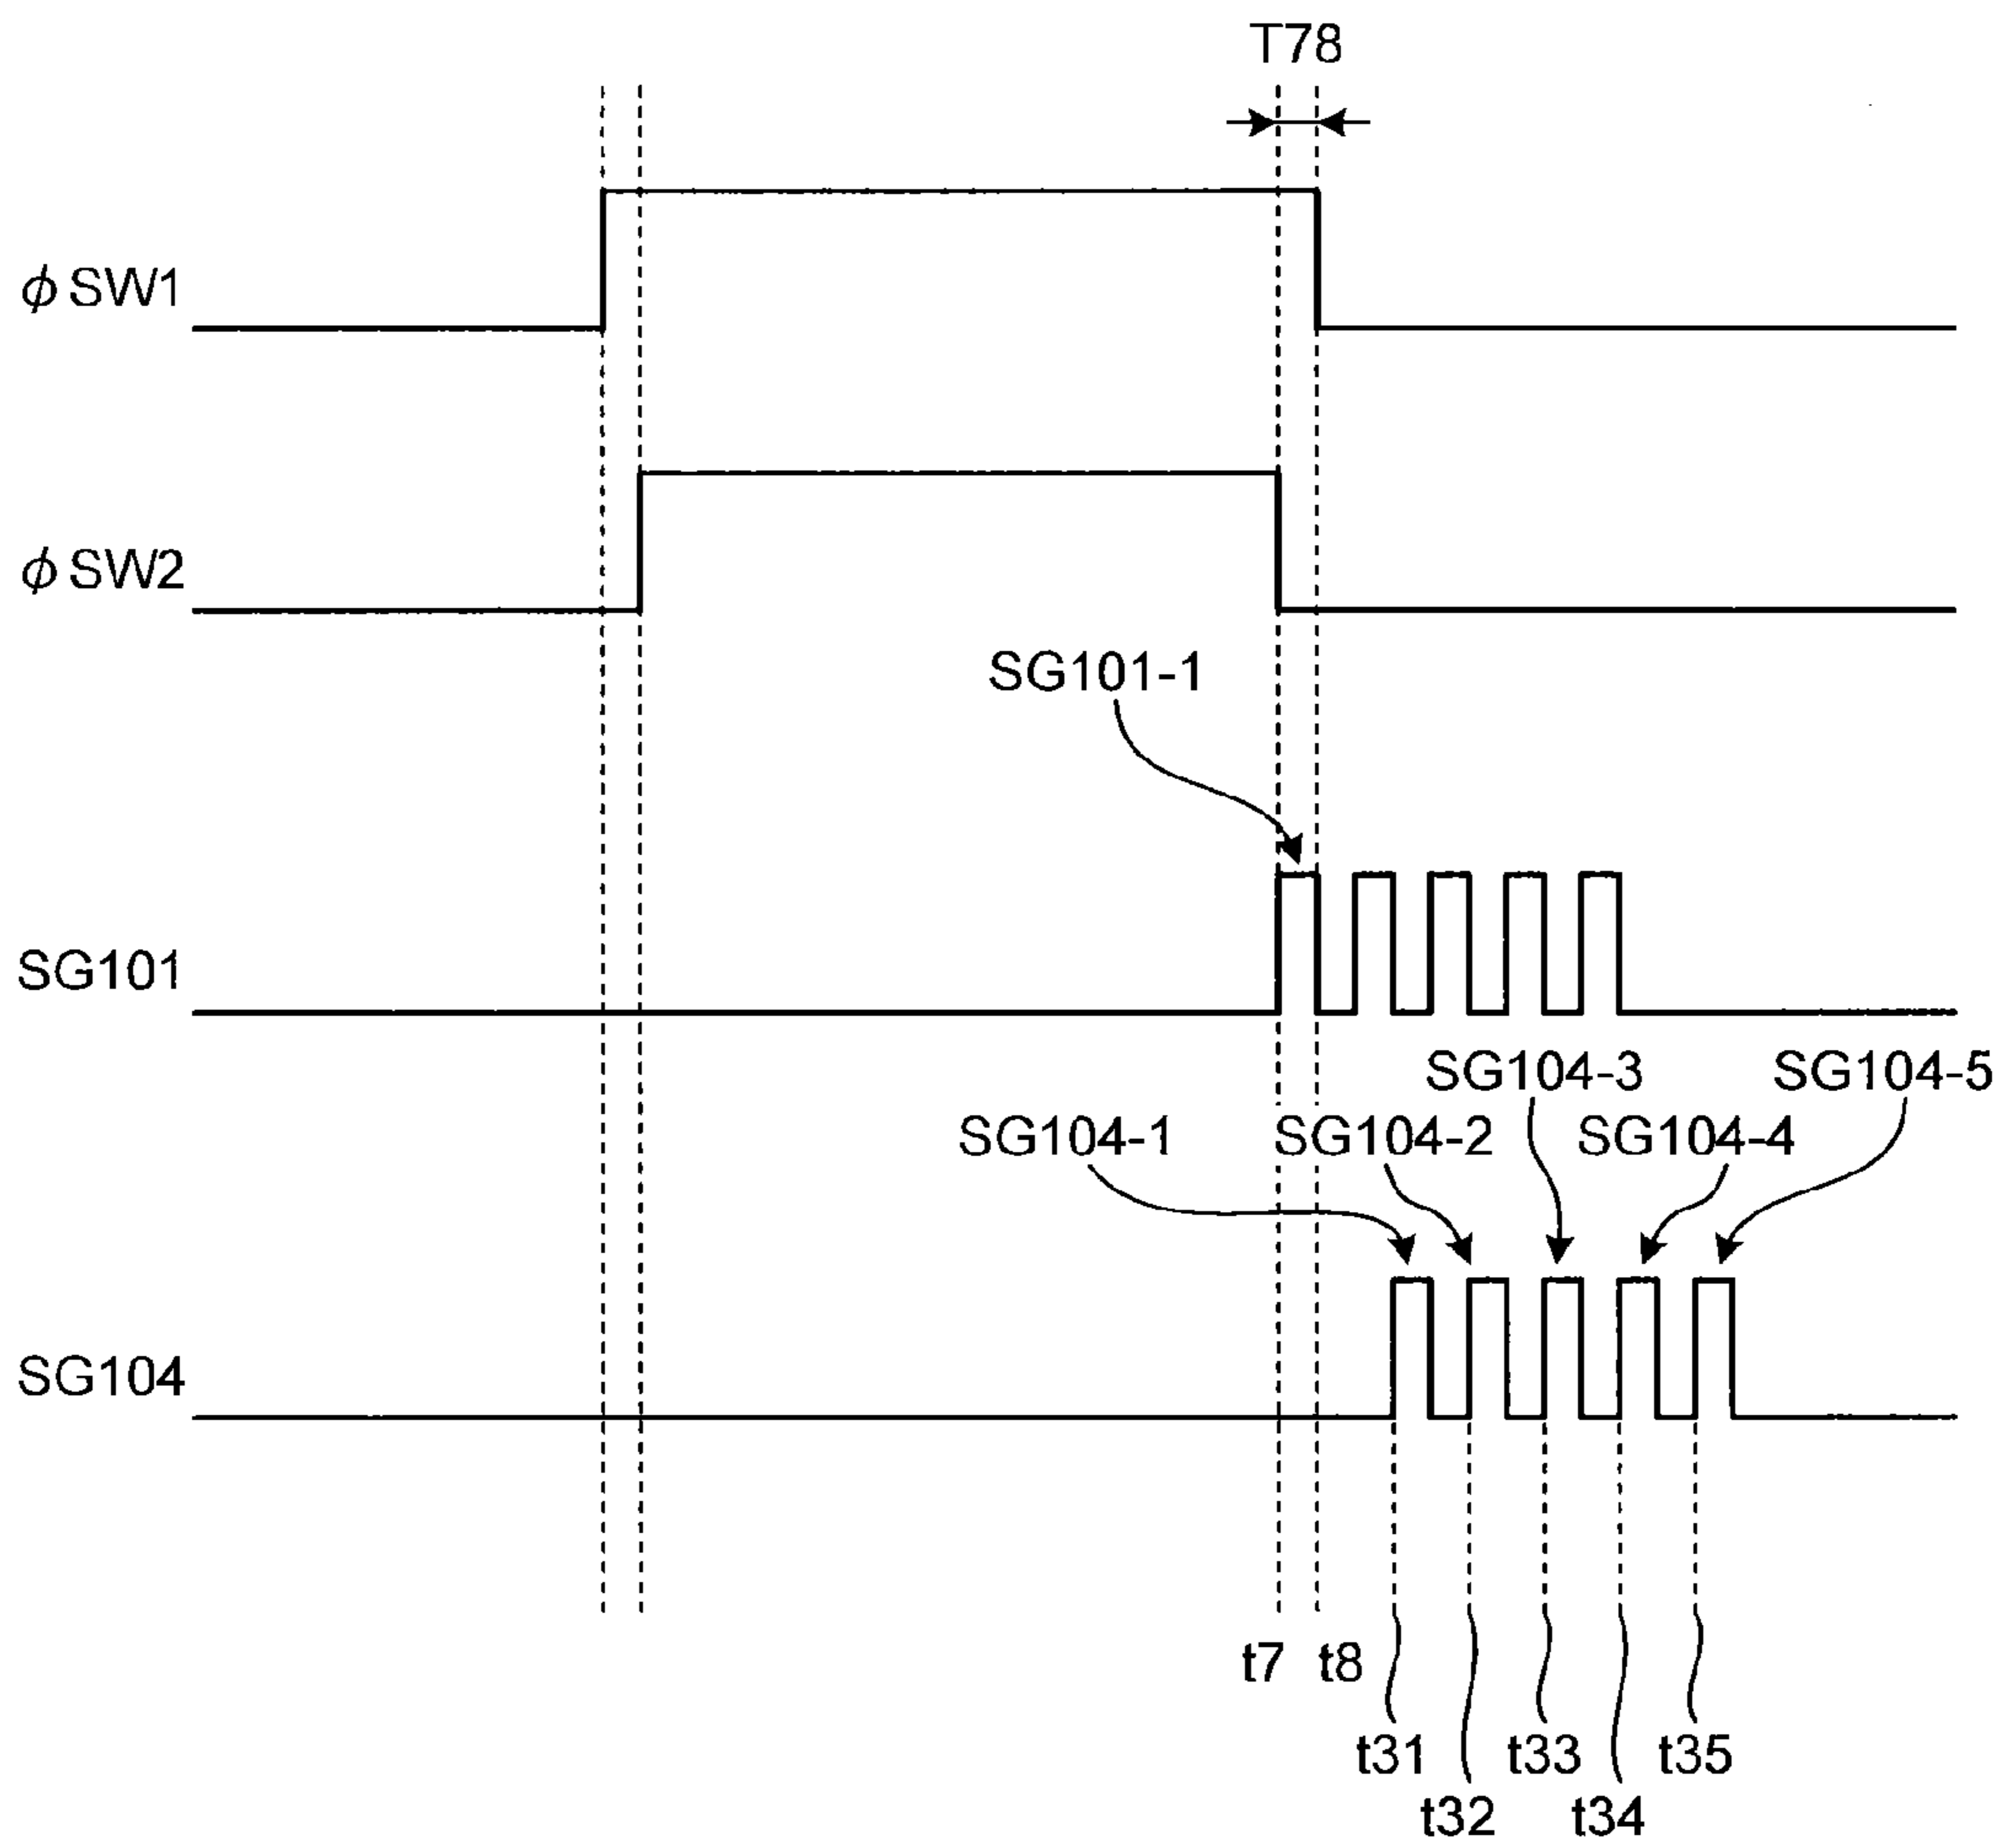 T78
φSW1
φSW2
SG101-1
SG101
SG104-3 SG104-5
SG104-1 SG104-2 SG104-4
SG104
t7 t8
t31 t33 t35
t32 t34